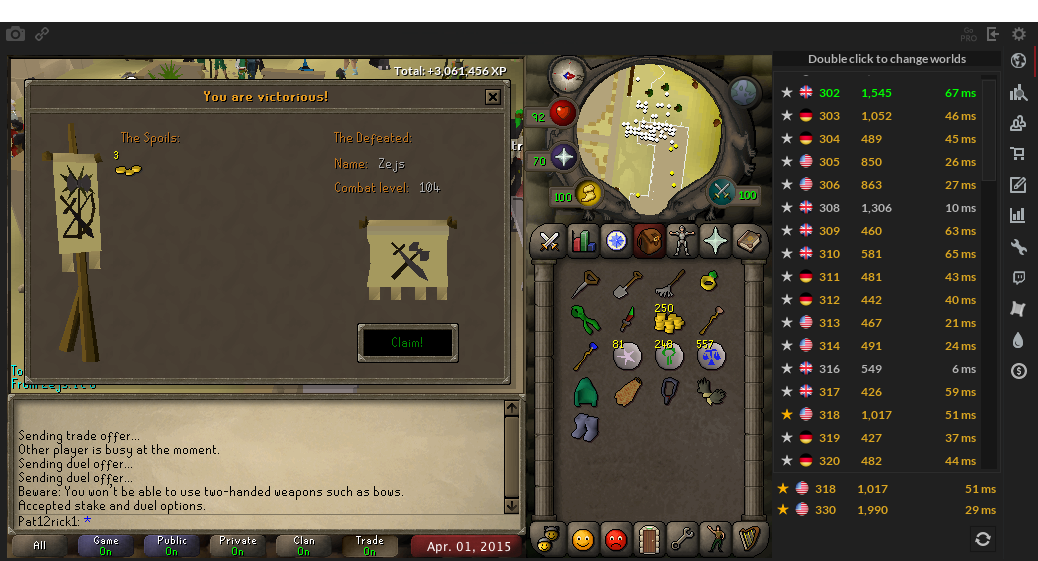 Go
PRO
Total: +3,061,456 XP
You are victorious!
The Spoils:
3
The Defeated:
Name: Zejs
Combat level: 104
Claim!
Sending trade offer...
Other player is busy at the moment.
Sending duel offer...
Sending duel offer...
Beware: You won't be able to use two-handed weapons such as bows.
Accepted stake and duel options.
Pat12rick1: *
All
Game
On
Public
On
Private
On
Clan
On
Trade
On
Apr. 01, 2015
92
70
100
100
250
81
248
557
Double click to change worlds
302 1,545 67 ms
303 1,052 46 ms
304 489 45 ms
305 850 26 ms
306 863 27 ms
308 1,306 10 ms
309 460 63 ms
310 581 65 ms
311 481 43 ms
312 442 40 ms
313 467 21 ms
314 491 24 ms
316 549 6 ms
317 426 59 ms
318 1,017 51 ms
319 427 37 ms
320 482 44 ms
318 1,017 51 ms
330 1,990 29 ms